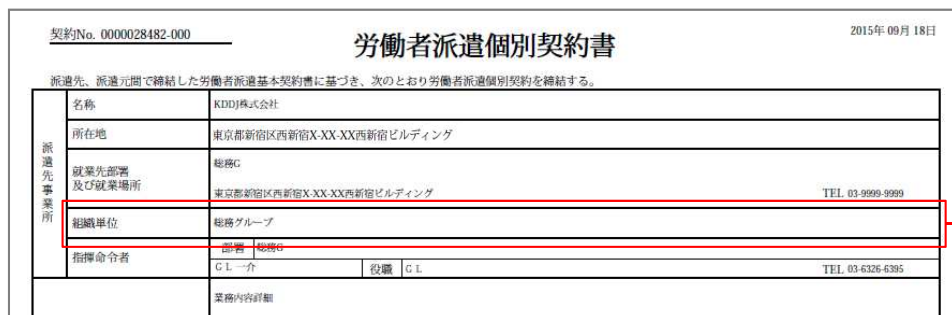 契約No. 0000028482-000
2015年 09月 18日
労働者派遣個別契約書
派遣先、派遣元間で締結した労働者派遣基本契約書に基づき、次のとおり労働者派遣個別契約を締結する。
派遣先事業所
名称 KDDJ株式会社
所在地 東京都新宿区西新宿X-XX-XX西新宿ビルディング
就業先部署
及び就業場所
総務G
東京都新宿区西新宿X-XX-XX西新宿ビルディング TEL 03-9999-9999
組織単位 総務グループ
指揮命令者
部署 総務G
GL 一介 役職 GL TEL 03-6326-6395
業務内容詳細